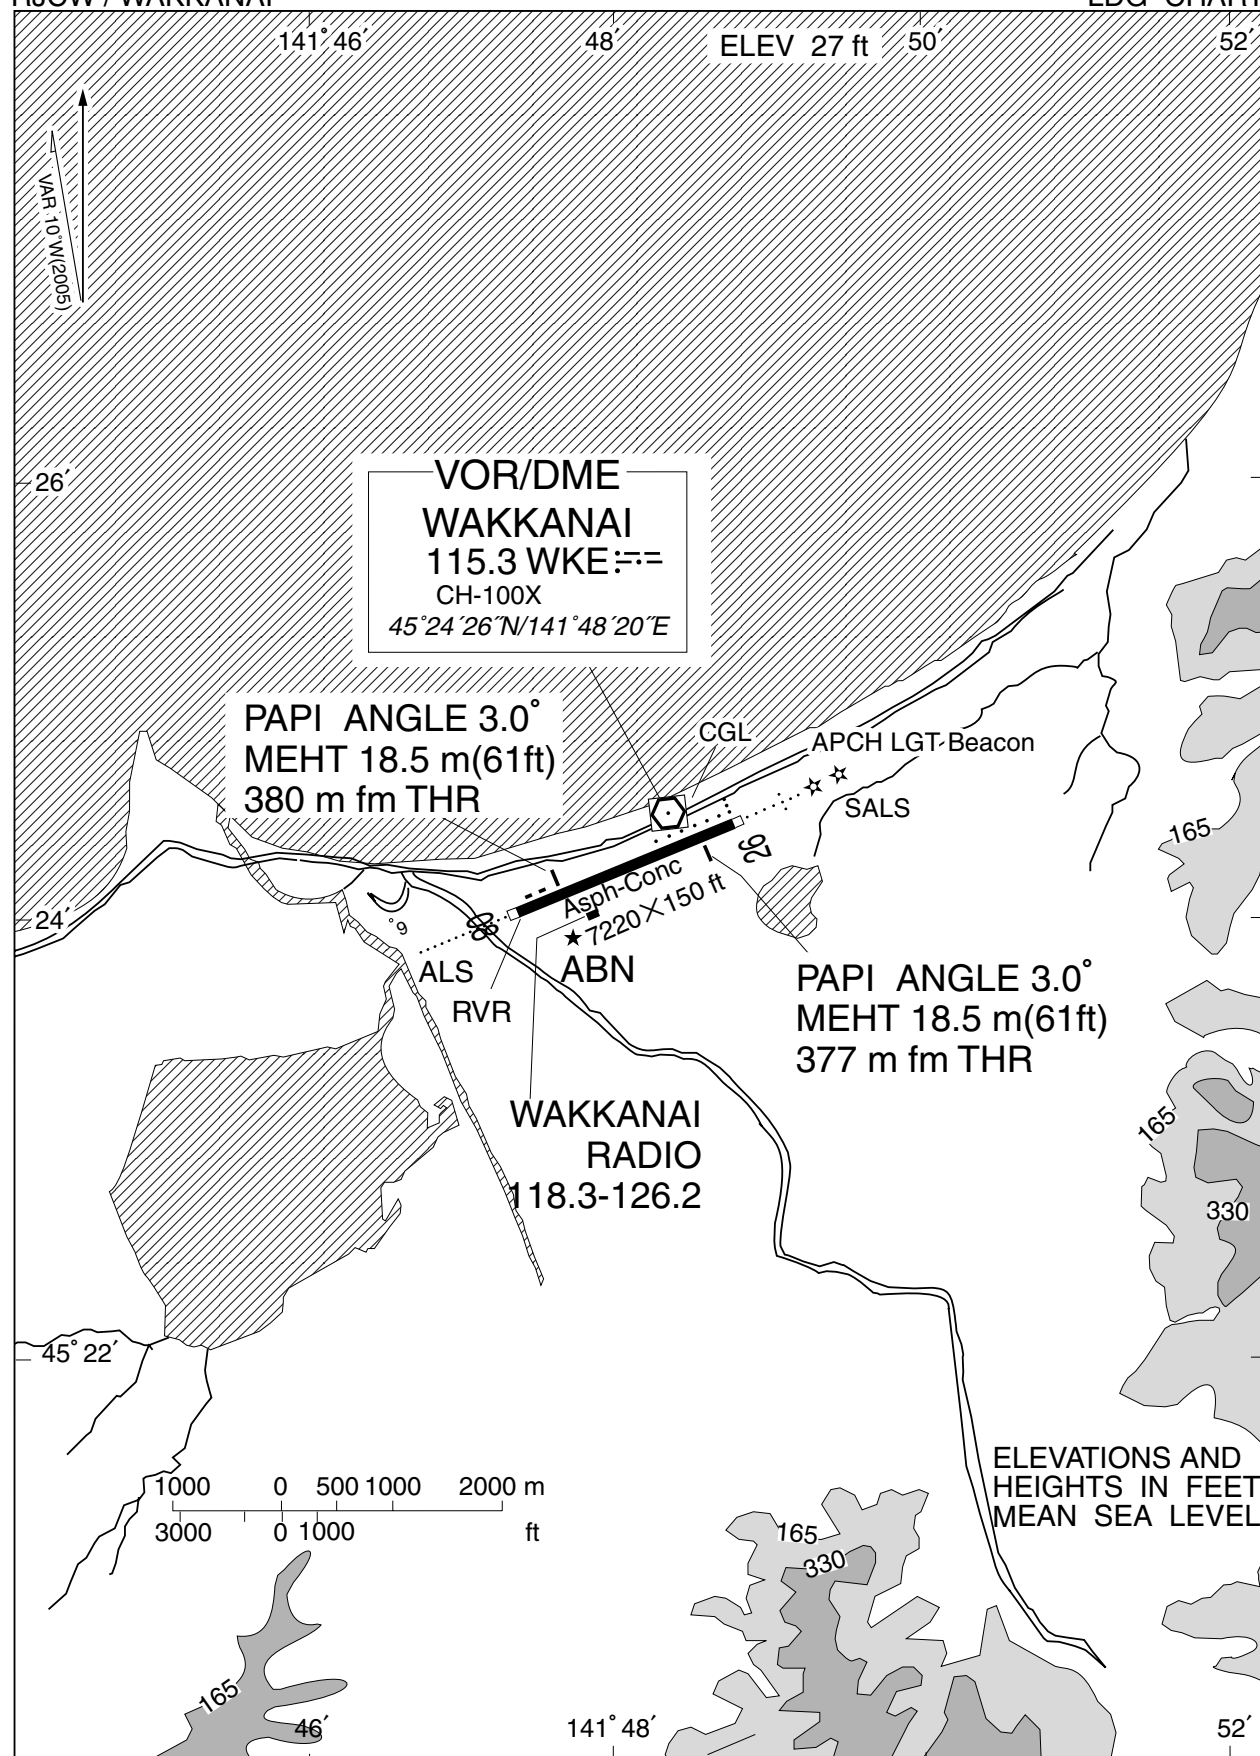 141° 46′
48′
ELEV 27 ft
50′
52′
VAR 10°W(2005)
26′
VOR/DME
WAKKANAI
115.3 WKE
CH-100X
45°24′26″N/141°48′20″E
PAPI ANGLE 3.0°
MEHT 18.5 m(61ft)
380 m fm THR
CGL
APCH LGT Beacon
SALS
165
26
Asph-Conc
7220×150 ft
24′
9°
08
ALS
ABN
RVR
PAPI ANGLE 3.0°
MEHT 18.5 m(61ft)
377 m fm THR
WAKKANAI
RADIO
118.3-126.2
165
330
45° 22′
ELEVATIONS AND
HEIGHTS IN FEET
MEAN SEA LEVEL
1000 0 500 1000 2000 m
3000 0 1000 ft
165
330
165
46′
141° 48′
52′